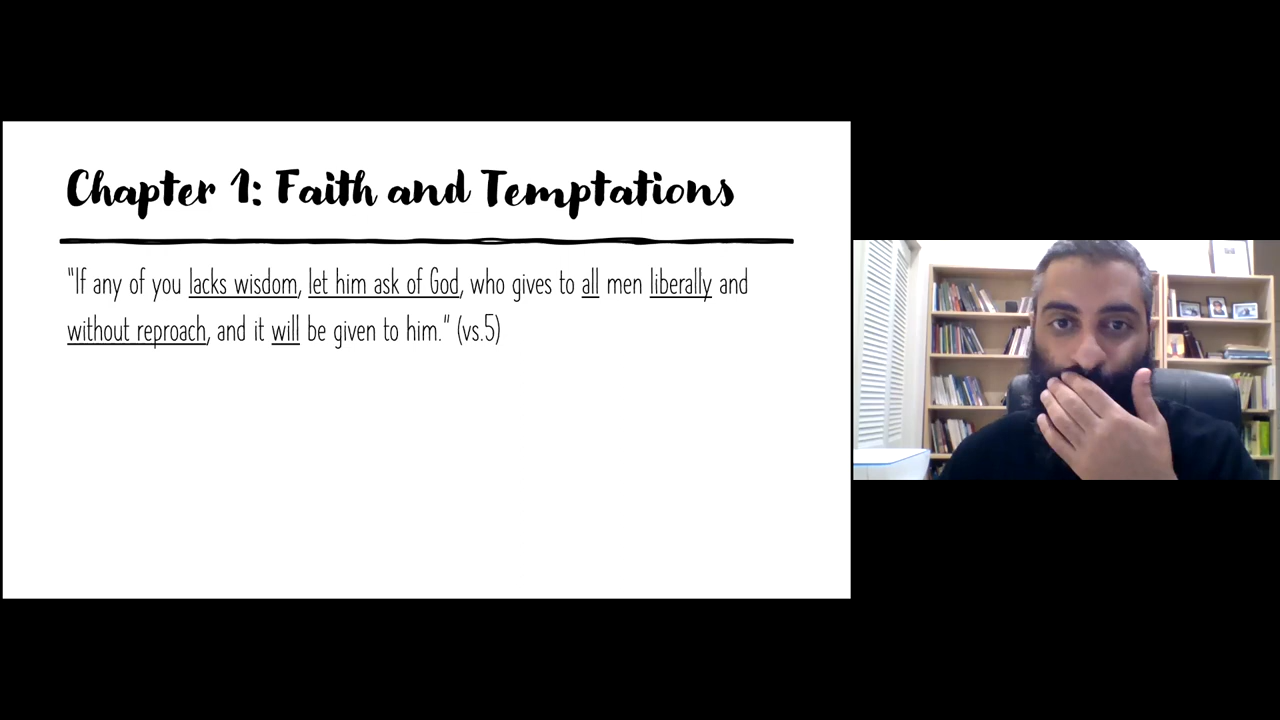 Chapter 1: Faith and Temptations
"If any of you lacks wisdom, let him ask of God, who gives to all men liberally and
without reproach, and it will be given to him." (vs.5)